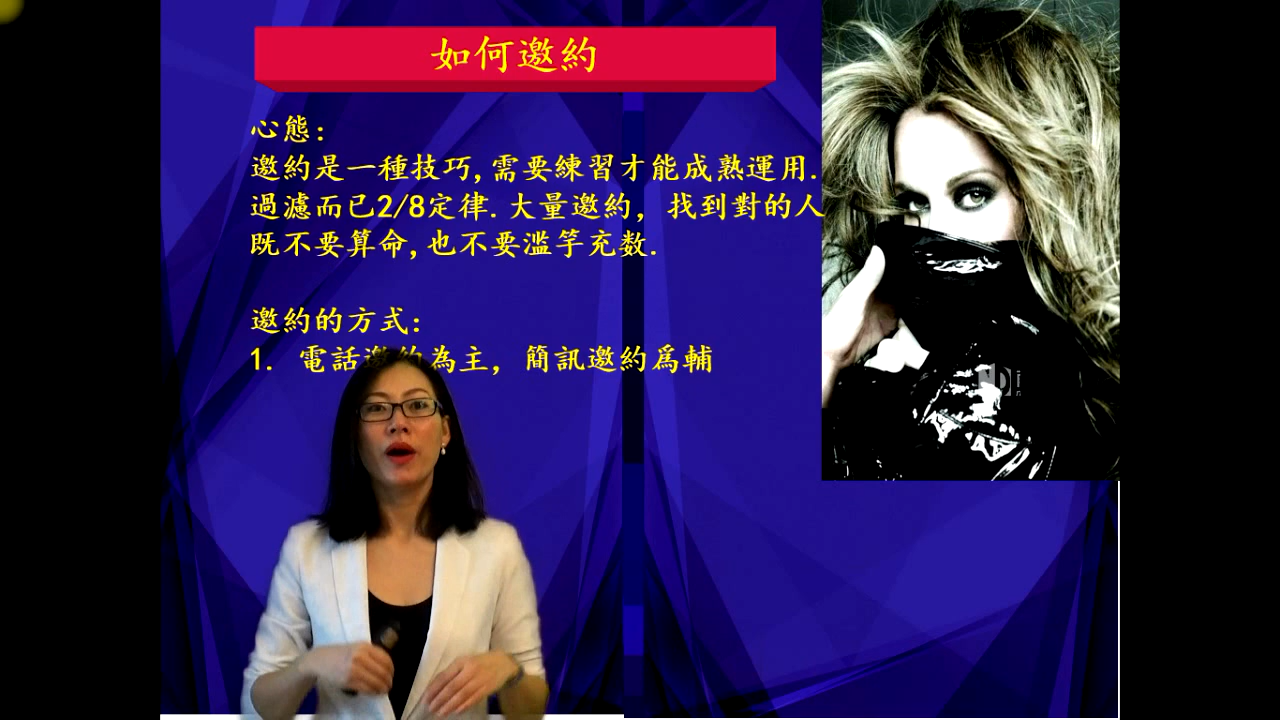 如何邀約
心態:
邀約是一種技巧,需要練習才能成熟運用.
過濾而已2/8定律.大量邀約, 找到對的人
既不要算命,也不要滥竽充数.
邀約的方式:
1. 電話邀約為主, 簡訊邀約爲輔